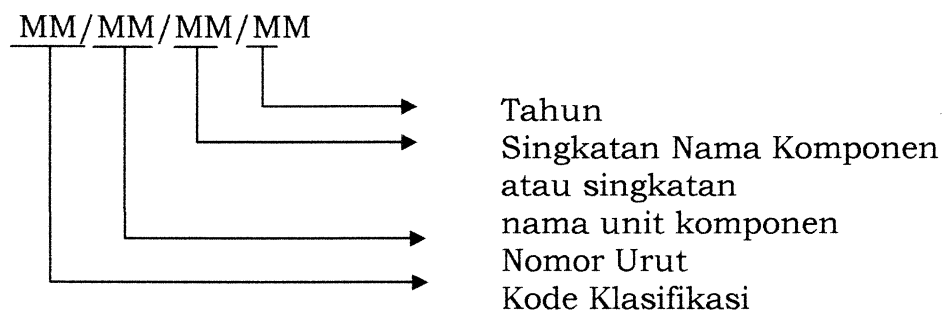 MM/MM/MM/MM
Tahun
Singkatan Nama Komponen
atau singkatan
nama unit komponen
Nomor Urut
Kode Klasifikasi